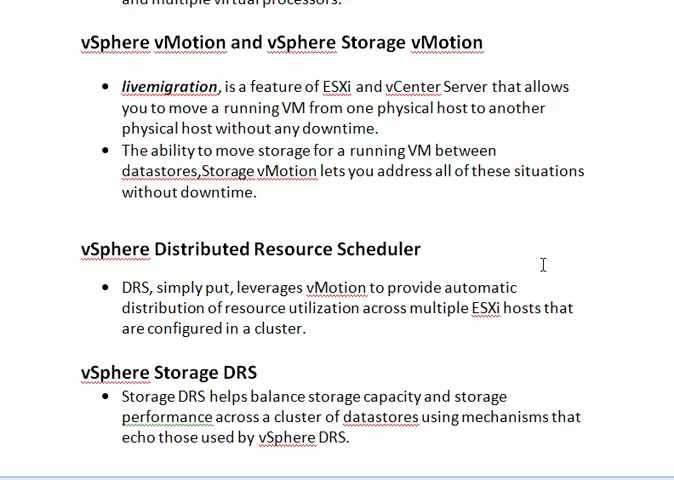 and multiple virtual processors.
vSphere vMotion and vSphere Storage vMotion
livemigration, is a feature of ESXi and vCenter Server that allows
you to move a running VM from one physical host to another
physical host without any downtime.
The ability to move storage for a running VM between
datastores,Storage vMotion lets you address all of these situations
without downtime.
vSphere Distributed Resource Scheduler
DRS, simply put, leverages vMotion to provide automatic
distribution of resource utilization across multiple ESXi hosts that
are configured in a cluster.
vSphere Storage DRS
Storage DRS helps balance storage capacity and storage
performance across a cluster of datastores using mechanisms that
echo those used by vSphere DRS.